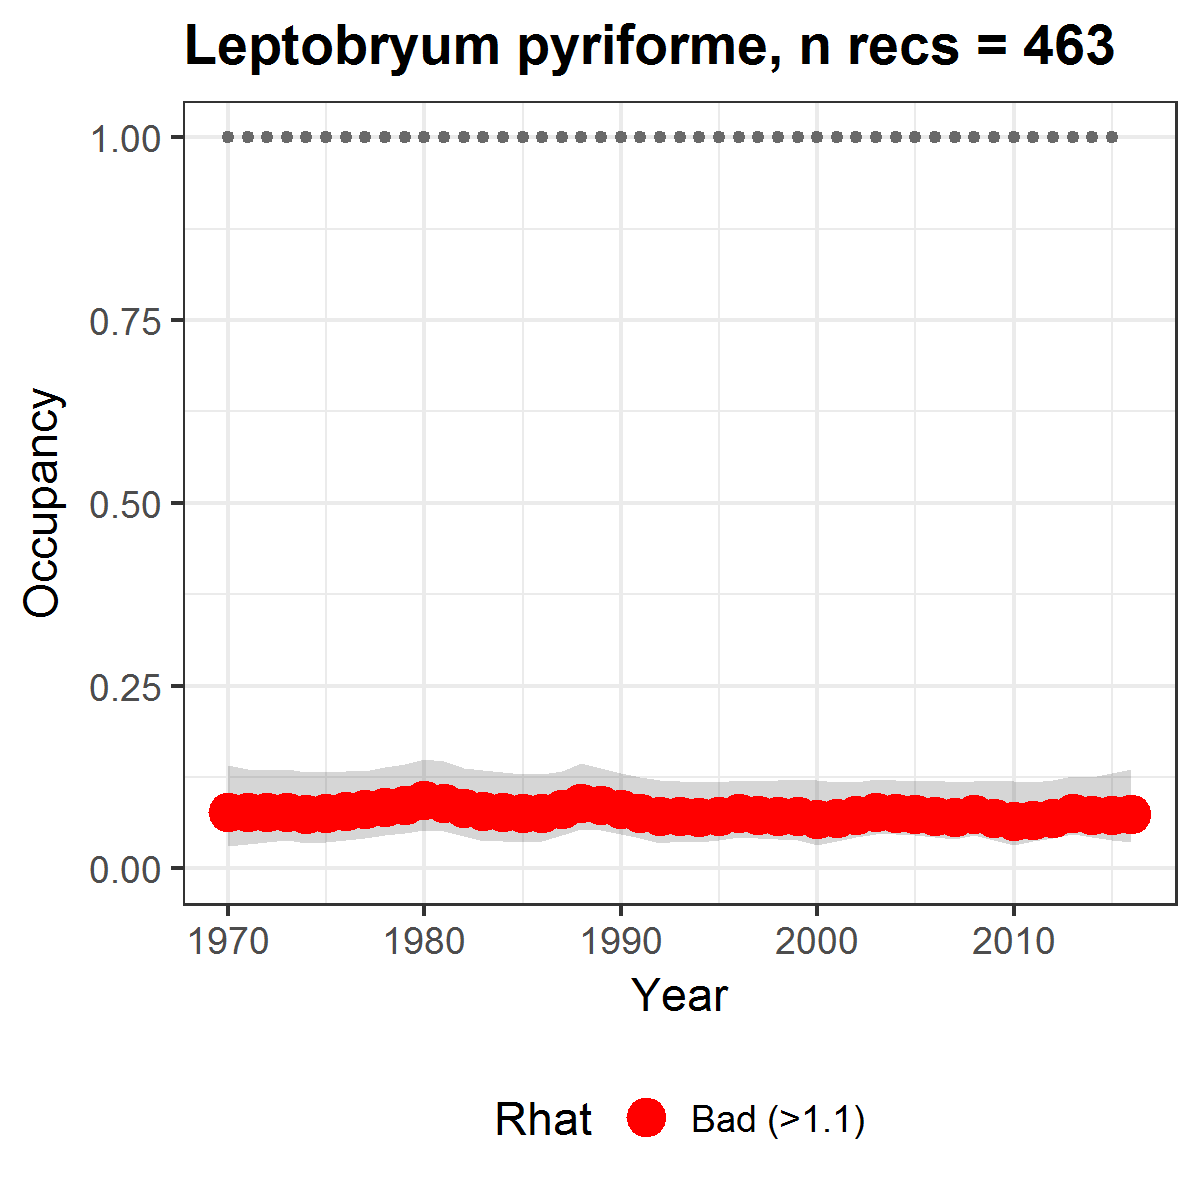 Leptobryum pyriforme, n recs = 463
1.00
0.75
0.50
0.25
0.00
Occupancy
1970 1980 1990 2000 2010
Year
Rhat Bad (>1.1)